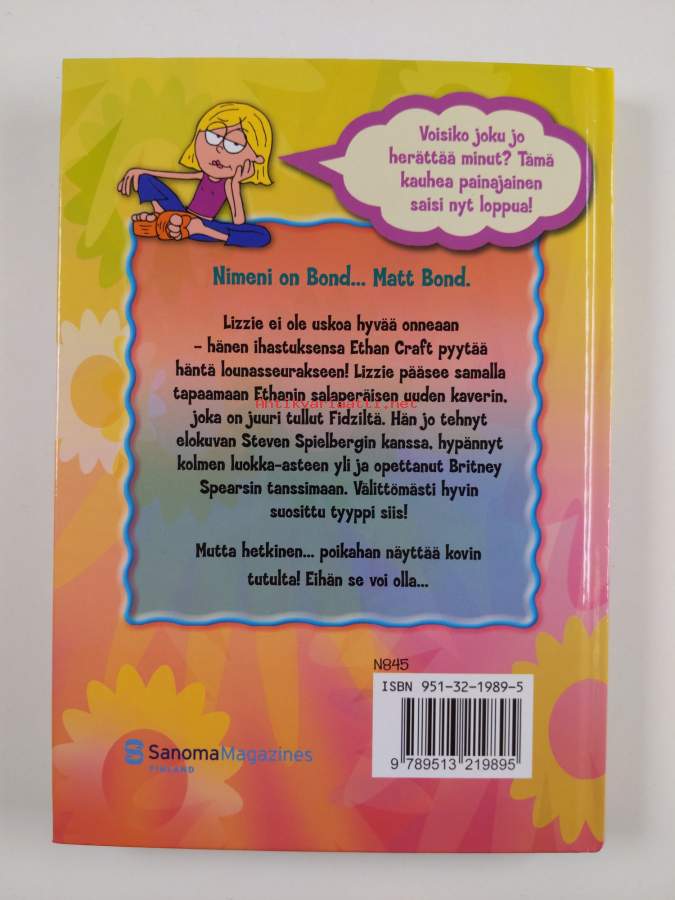 Voisiko joku jo
herättää minut? Tämä
kauhea painajainen
saisi nyt loppua!
Nimeni on Bond... Matt Bond.
Lizzie ei ole uskoa hyvää onneaan
– hänen ihastuksensa Ethan Craft pyytää
häntä lounasseurakseen! Lizzie pääsee samalla
tapaamaan Ethanin salaperäisen uuden kaverin,
antikvariaatti.net
joka on juuri tullut Fidziltä. Hän jo tehnyt
elokuvan Steven Spielbergin kanssa, hypännyt
kolmen luokka-asteen yli ja opettanut Britney
Spearsin tanssimaan. Välittömästi hyvin
suosittu tyyppi siis!
Mutta hetkinen... poikahan näyttää kovin
tutulta! Eihän se voi olla...
N845
ISBN 951-32-1989-5
9 789513 219895
SanomaMagazines
FINLAND